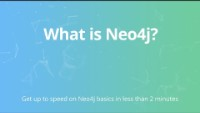 What is Neo4j?
Get up to speed on Neo4j basics in less than 2 minutes